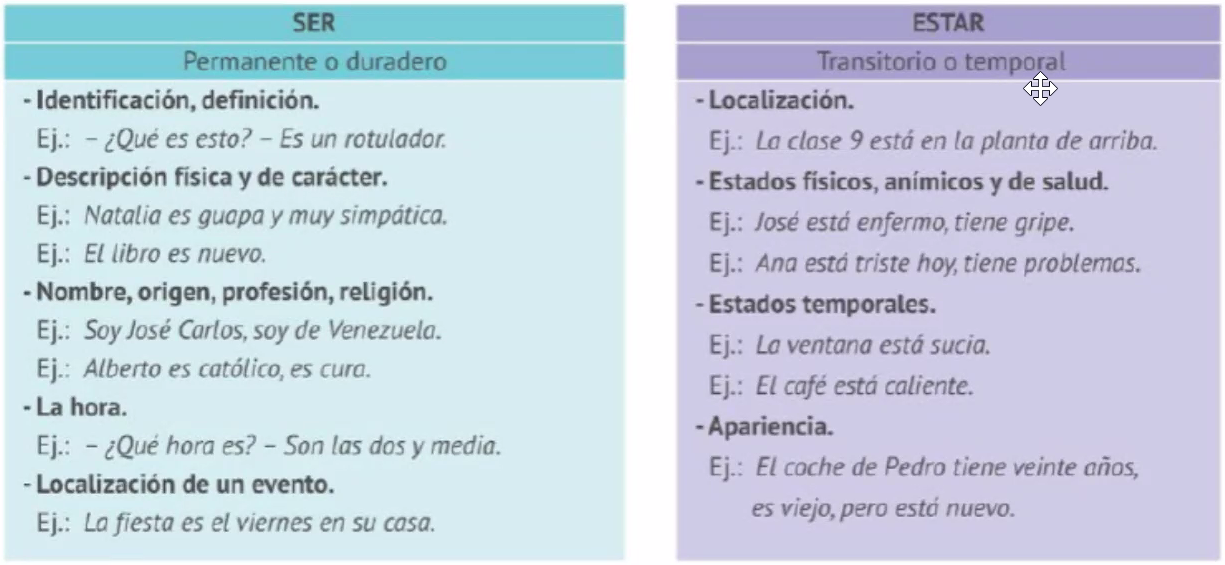 SER
Permanente o duradero
- Identificación, definición.
Ej.: – ¿Qué es esto? – Es un rotulador.
- Descripción física y de carácter.
Ej.: Natalia es guapa y muy simpática.
Ej.: El libro es nuevo.
- Nombre, origen, profesión, religión.
Ej.: Soy José Carlos, soy de Venezuela.
Ej.: Alberto es católico, es cura.
- La hora.
Ej.: – ¿Qué hora es? – Son las dos y media.
- Localización de un evento.
Ej.: La fiesta es el viernes en su casa.
ESTAR
Transitorio o temporal
- Localización.
Ej.: La clase 9 está en la planta de arriba.
- Estados físicos, anímicos y de salud.
Ej.: José está enfermo, tiene gripe.
Ej.: Ana está triste hoy, tiene problemas.
- Estados temporales.
Ej.: La ventana está sucia.
Ej.: El café está caliente.
- Apariencia.
Ej.: El coche de Pedro tiene veinte años,
es viejo, pero está nuevo.